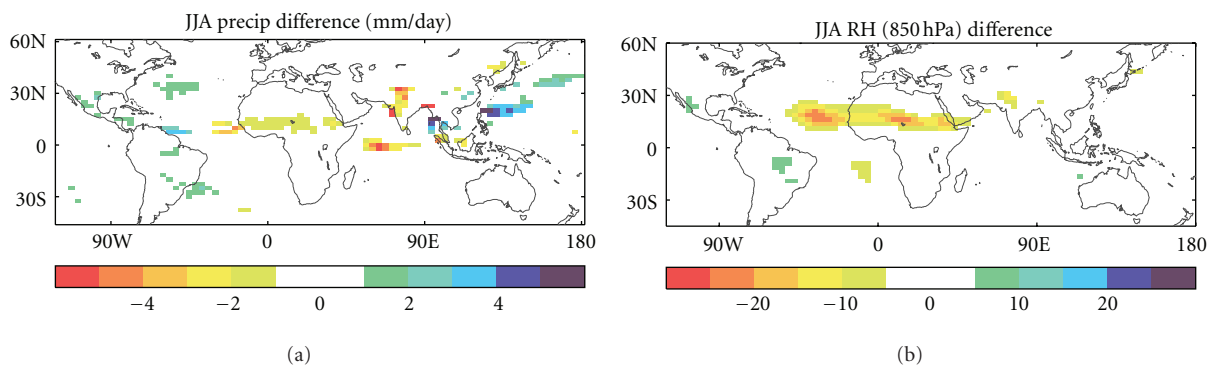 JJA precip difference (mm/day)
60N
30N
0
30S
90W
0
90E
180
−4
−2
0
2
4
(a)
JJA RH (850 hPa) difference
60N
30N
0
30S
90W
0
90E
180
−20
−10
0
10
20
(b)